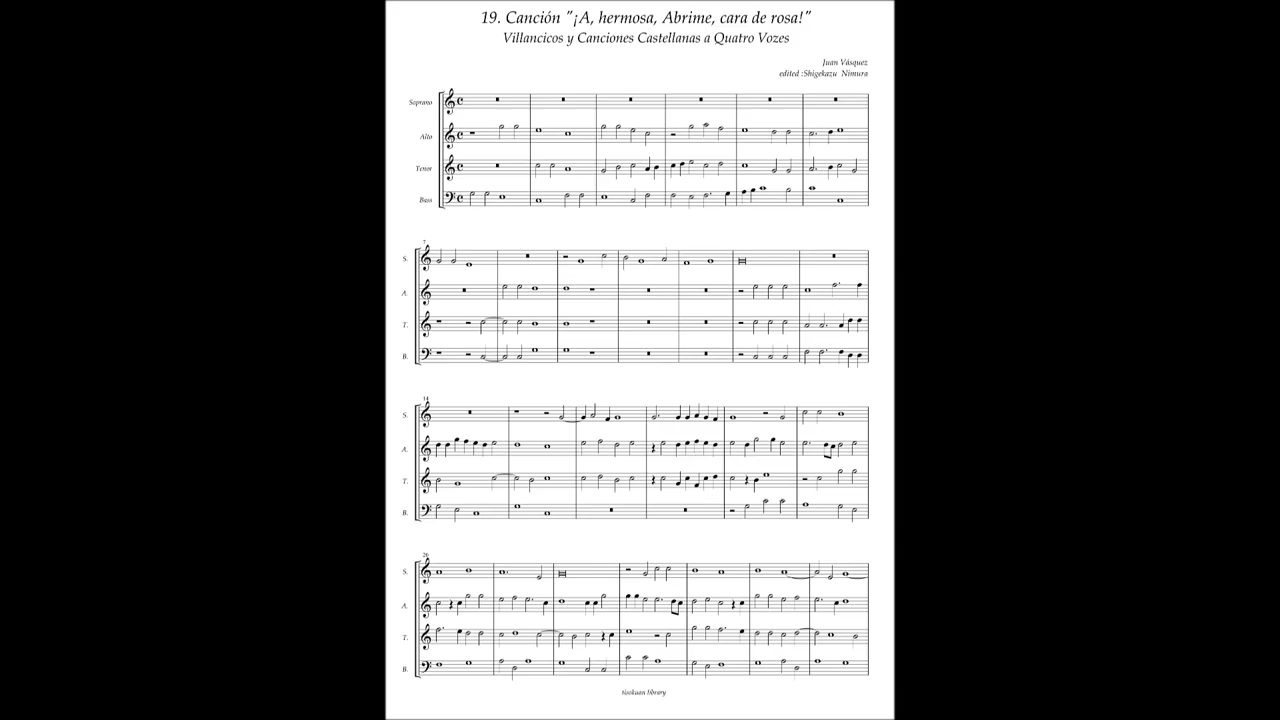 19. Canción "¡A, hermosa, Abrime, cara de rosa!"
Villancicos y Canciones Castellanas a Quatro Vozes
Juan Vásquez
edited :Shigekazu Nimura
Soprano
Alto
Tenor
Bass
7
S.
A.
T.
B.
14
S.
A.
T.
B.
20
S.
A.
T.
B.
library